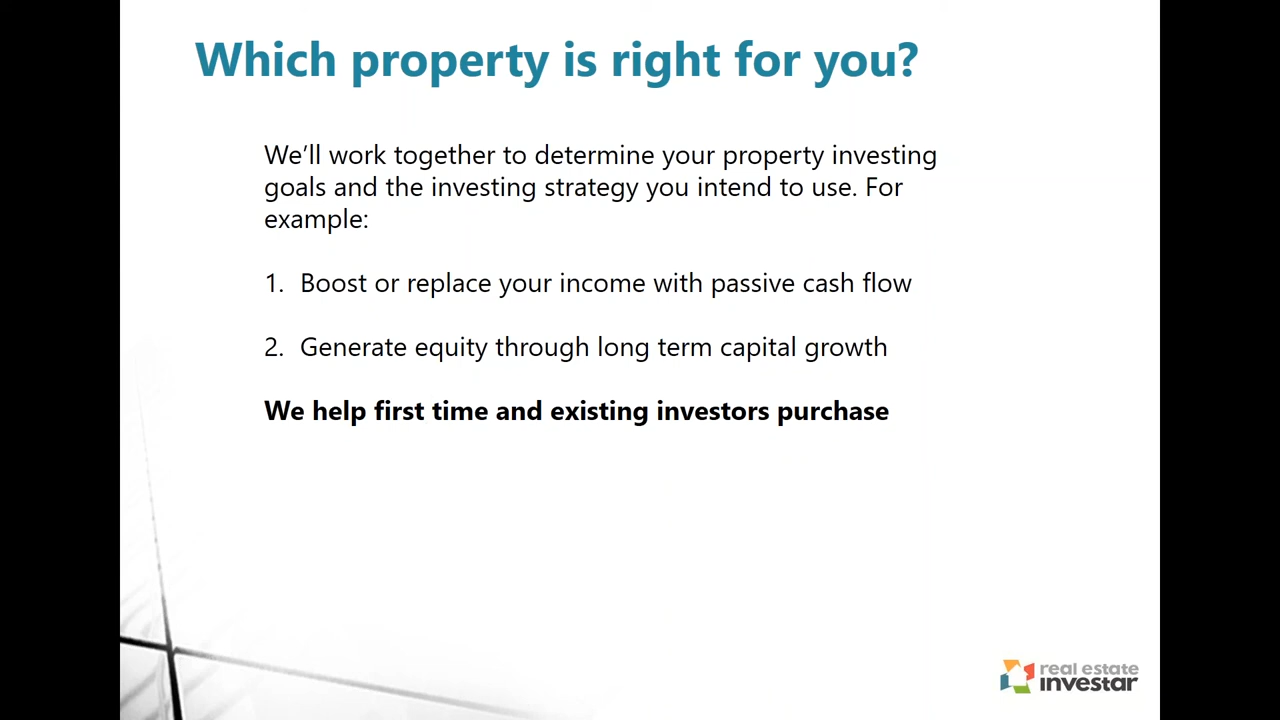 Which property is right for you?
We’ll work together to determine your property investing
goals and the investing strategy you intend to use. For
example:
1. Boost or replace your income with passive cash flow
2. Generate equity through long term capital growth
We help first time and existing investors purchase
real estate
investar